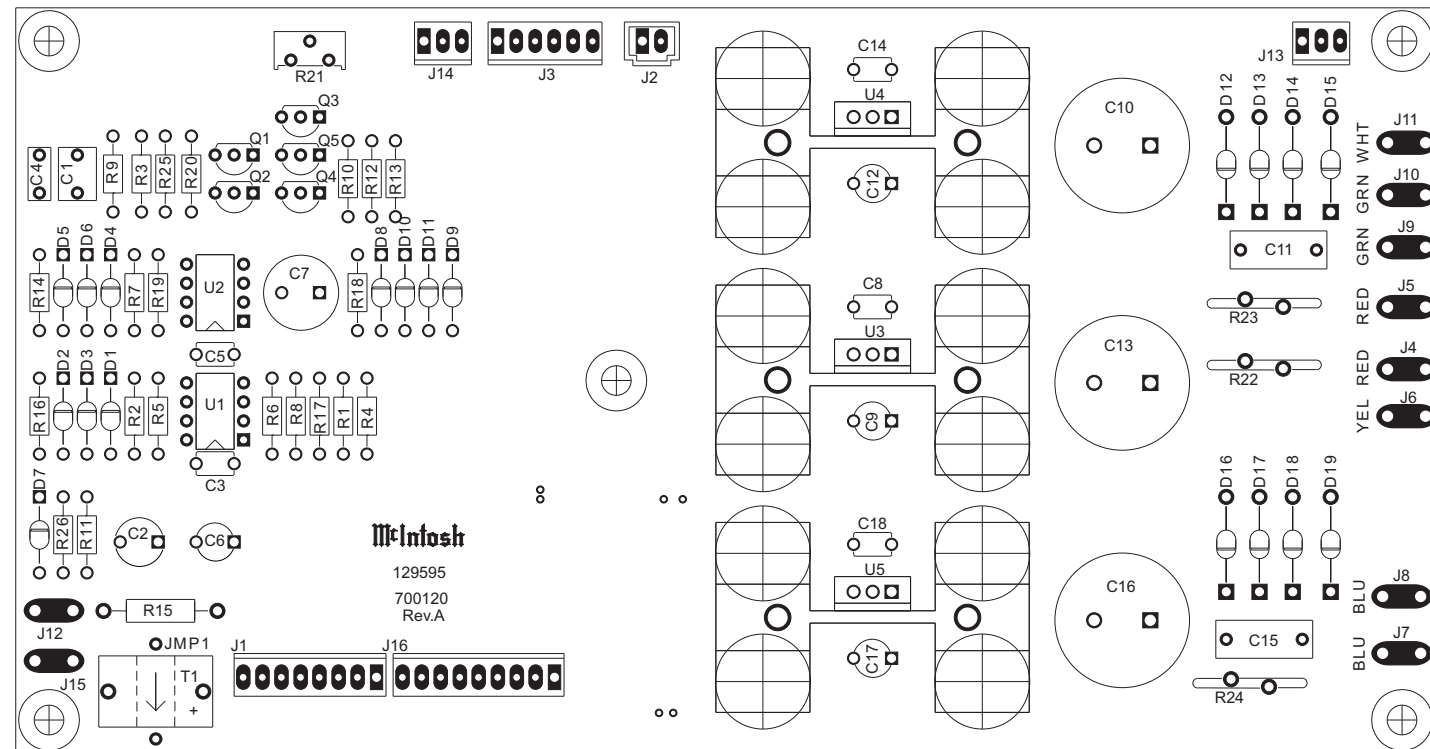 R21
J14
J3
J2
C14
U4
C10
J13
D12
D13
D14
D15
J11
WHT
J10
GRN
J9
GRN
J5
RED
J4
RED
J6
YEL
Q3
Q1
Q5
Q2
Q4
C4
C1
R9
R3
R25
R20
R10
R12
R13
C12
C11
D5
D6
D4
D8
D10
D11
D9
R14
R7
R19
U2
C7
R18
C8
U3
C13
R23
R22
C5
D2
D3
D1
R16
R2
R5
U1
R6
R8
R17
R1
R4
C9
C3
D7
R26
R11
C2
C6
McIntosh
129595
700120
Rev.A
C18
U5
C16
D16
D17
D18
D19
J8
BLU
J7
BLU
C15
R24
C17
J12
R15
J15
JMP1
T1
+
J1
J16